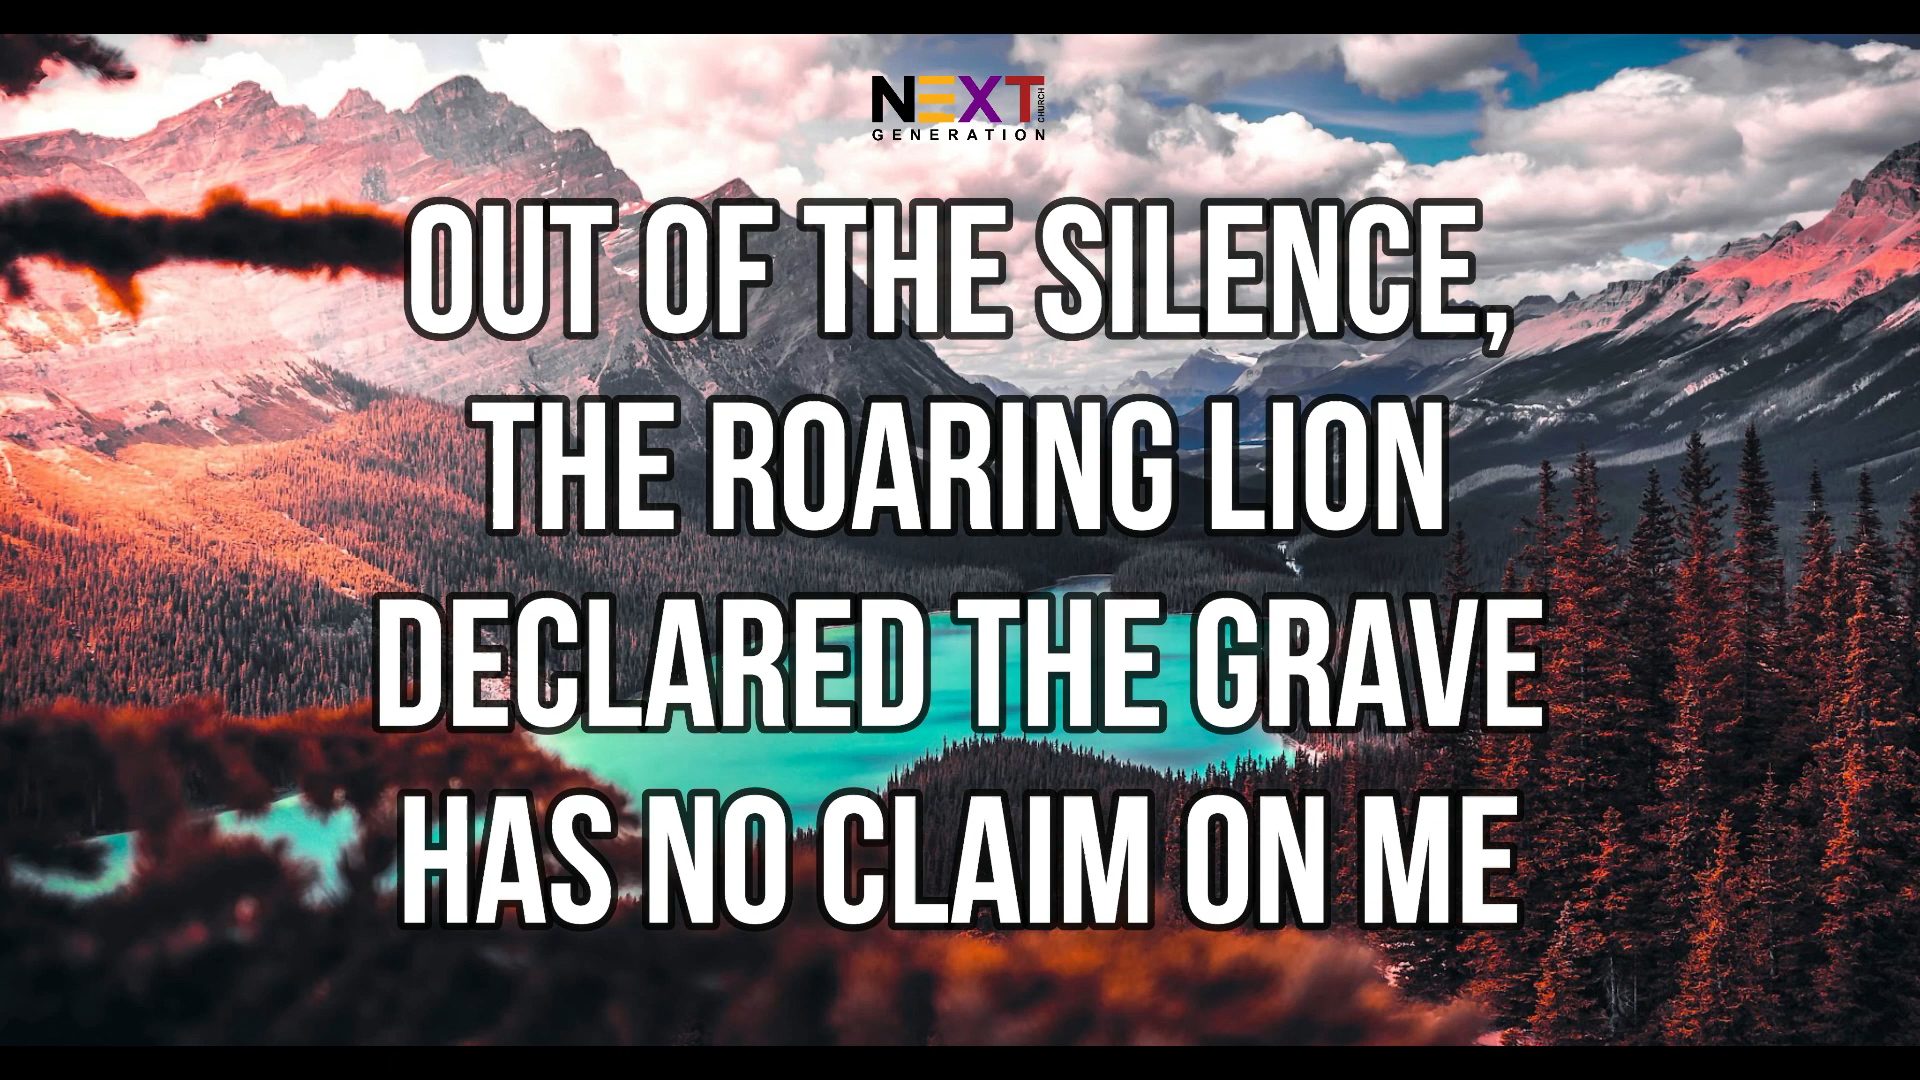 NEXT CHURCH
GENERATION
OUT OF THE SILENCE,
THE ROARING LION
DECLARED THE GRAVE
HAS NO CLAIM ON ME